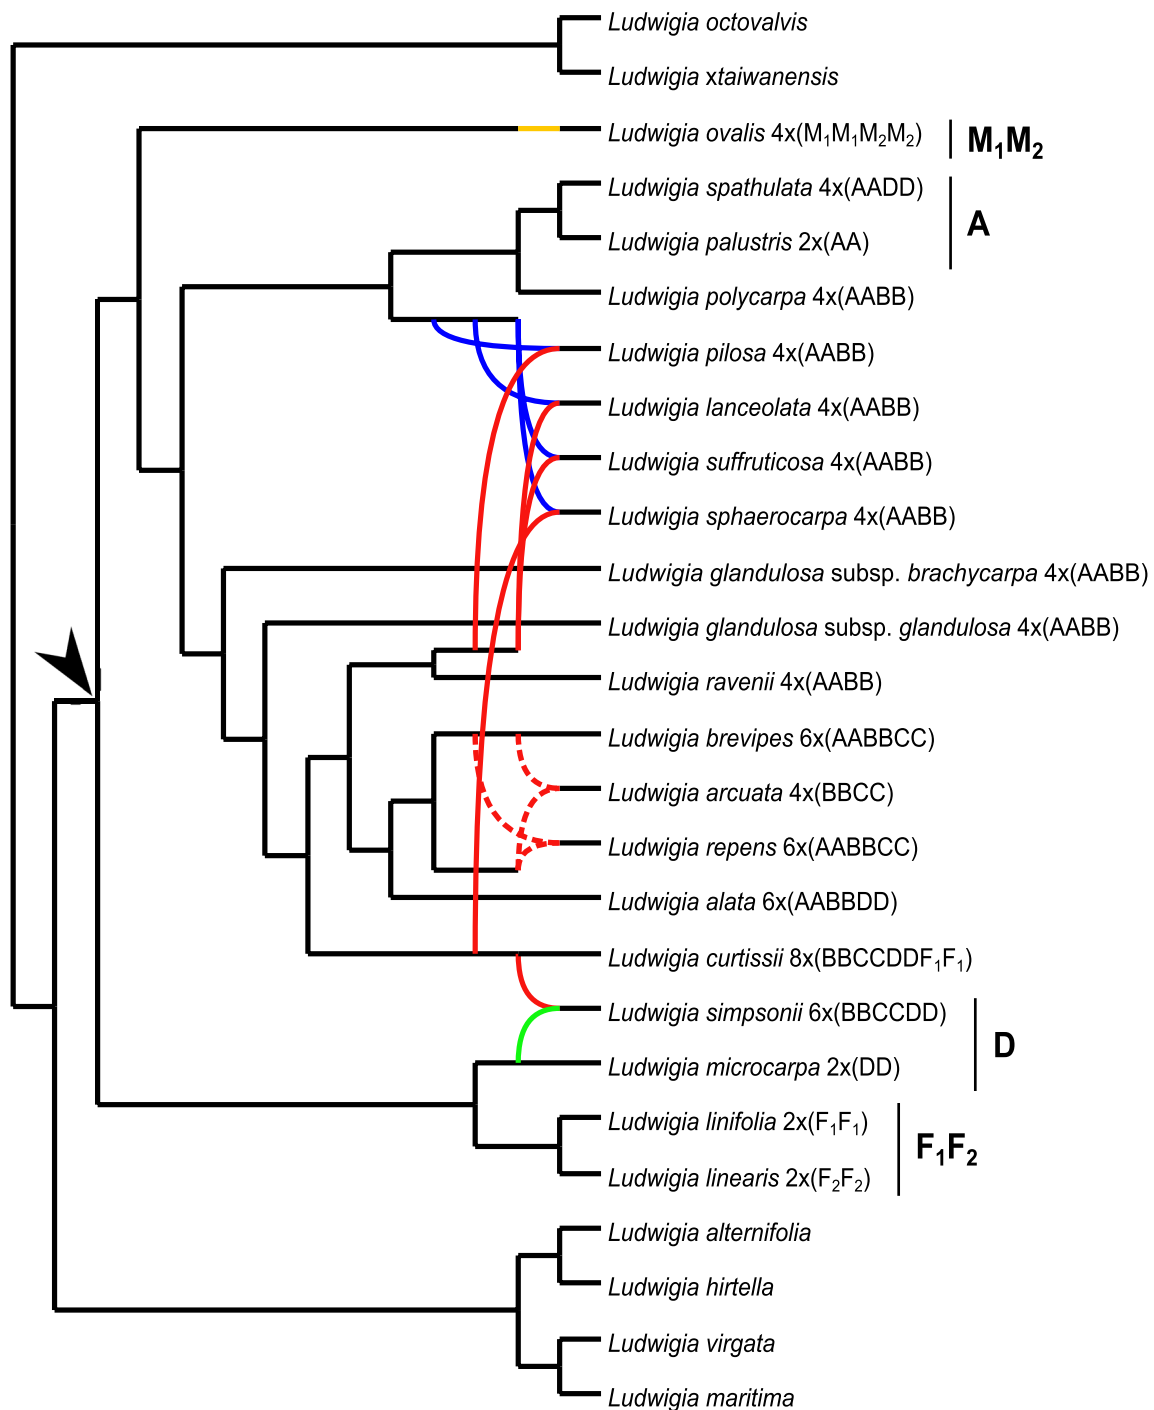 Ludwigia octovalvis
Ludwigia xtaiwanensis
Ludwigia ovalis 4x(M₁M₁M₂M₂)
M₁M₂
Ludwigia spathulata 4x(AADD)
A
Ludwigia palustris 2x(AA)
Ludwigia polycarpa 4x(AABB)
Ludwigia pilosa 4x(AABB)
Ludwigia lanceolata 4x(AABB)
Ludwigia suffruticosa 4x(AABB)
Ludwigia sphaerocarpa 4x(AABB)
Ludwigia glandulosa subsp. brachycarpa 4x(AABB)
Ludwigia glandulosa subsp. glandulosa 4x(AABB)
Ludwigia ravenii 4x(AABB)
Ludwigia brevipes 6x(AABBCC)
Ludwigia arcuata 4x(BBCC)
Ludwigia repens 6x(AABBCC)
Ludwigia alata 6x(AABBDD)
Ludwigia curtissii 8x(BBCCDDF₁F₁)
Ludwigia simpsonii 6x(BBCCDD)
D
Ludwigia microcarpa 2x(DD)
Ludwigia linifolia 2x(F₁F₁)
F₁F₂
Ludwigia linearis 2x(F₂F₂)
Ludwigia alternifolia
Ludwigia hirtella
Ludwigia virgata
Ludwigia maritima